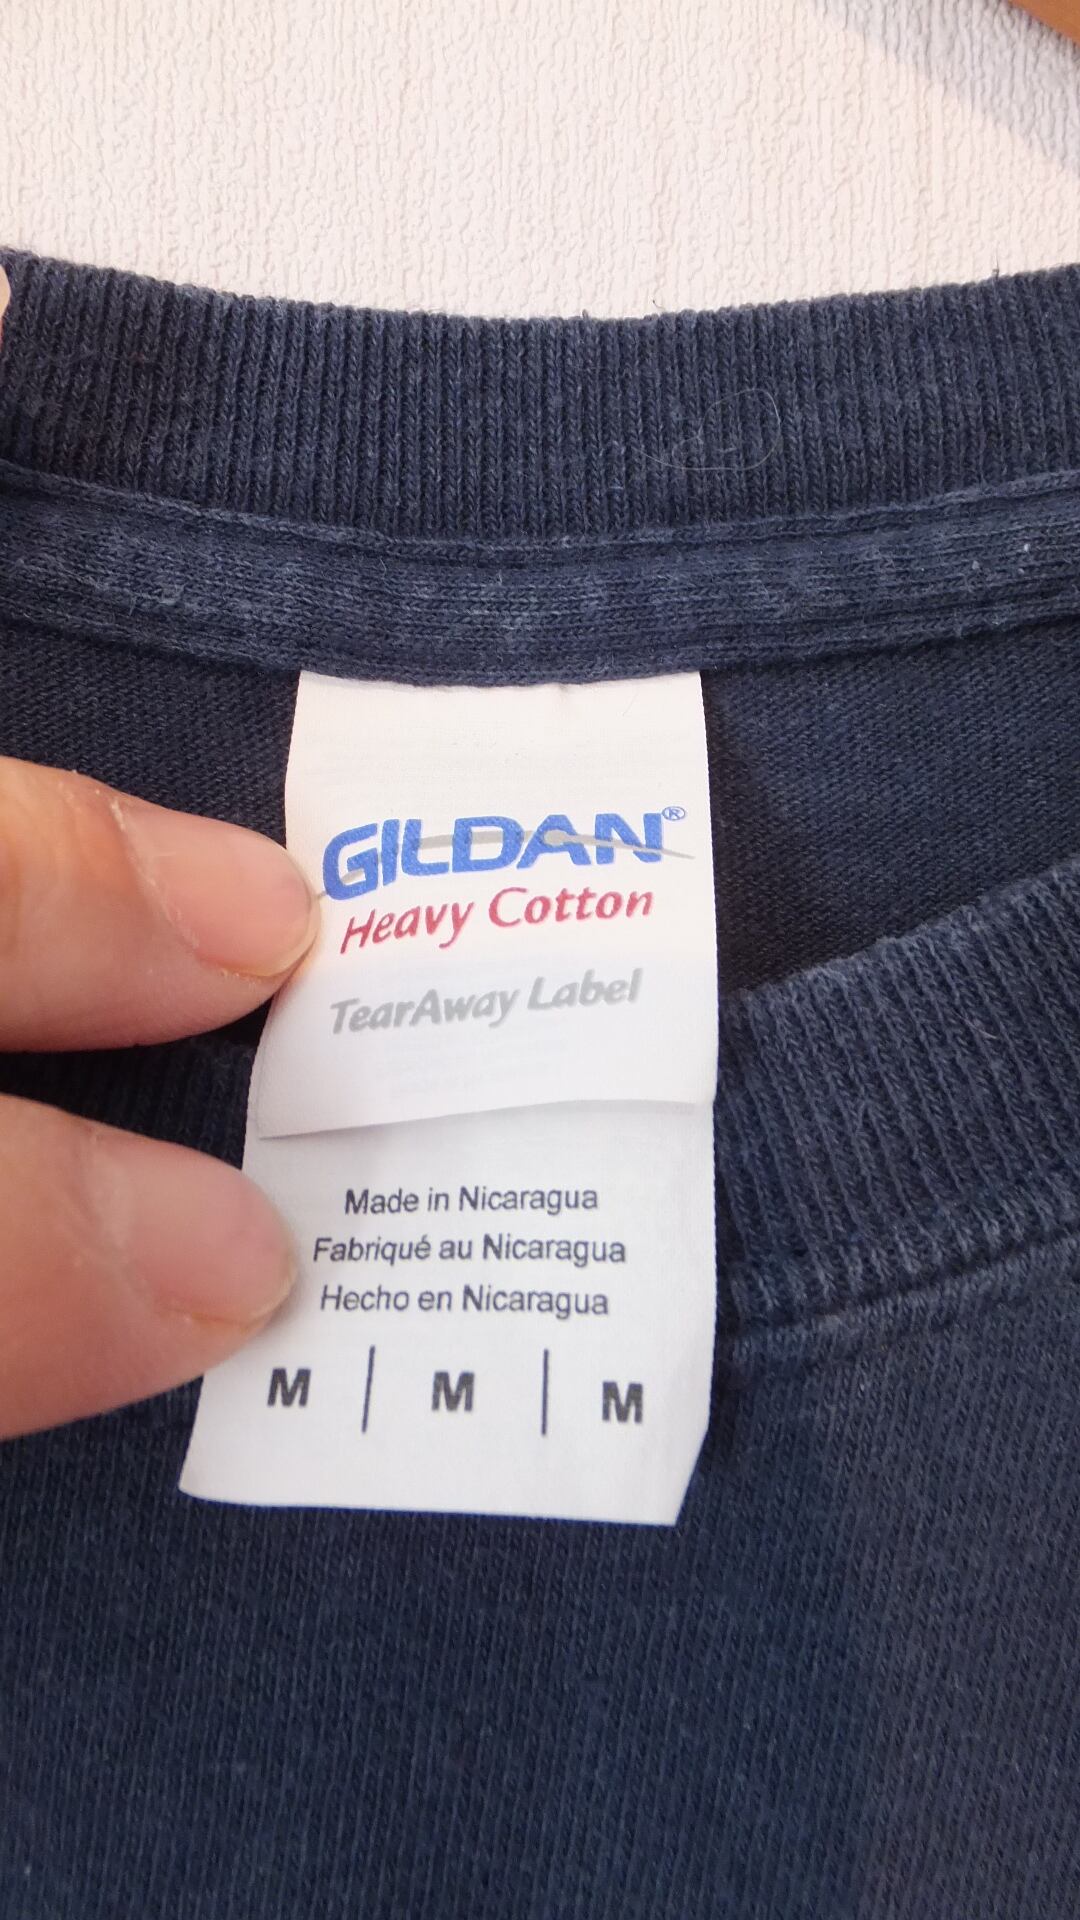 GILDAN®
Heavy Cotton
TearAway Label
Made in Nicaragua
Fabriqué au Nicaragua
Hecho en Nicaragua
M | M | M